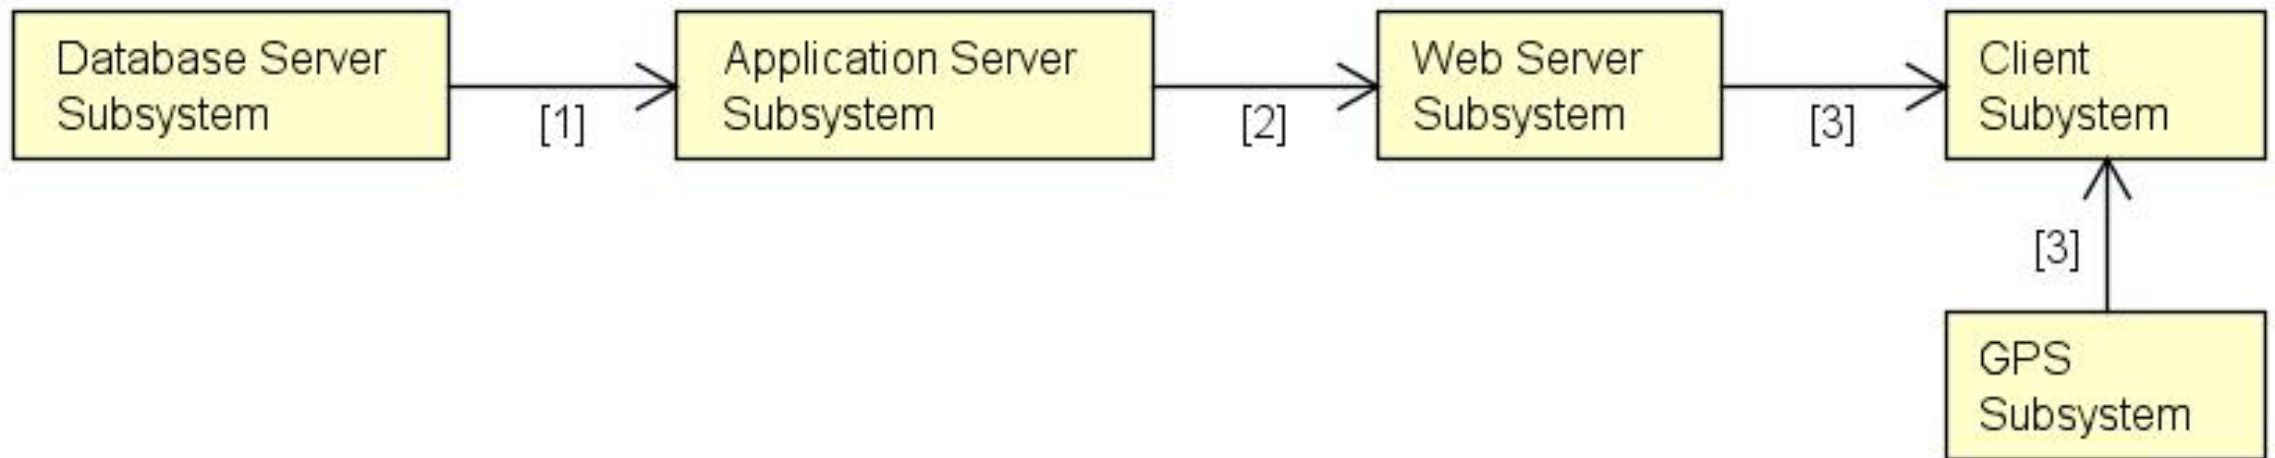 Database Server
Subsystem
[1]
Application Server
Subsystem
[2]
Web Server
Subsystem
[3]
Client
Subystem
[3]
GPS
Subsystem